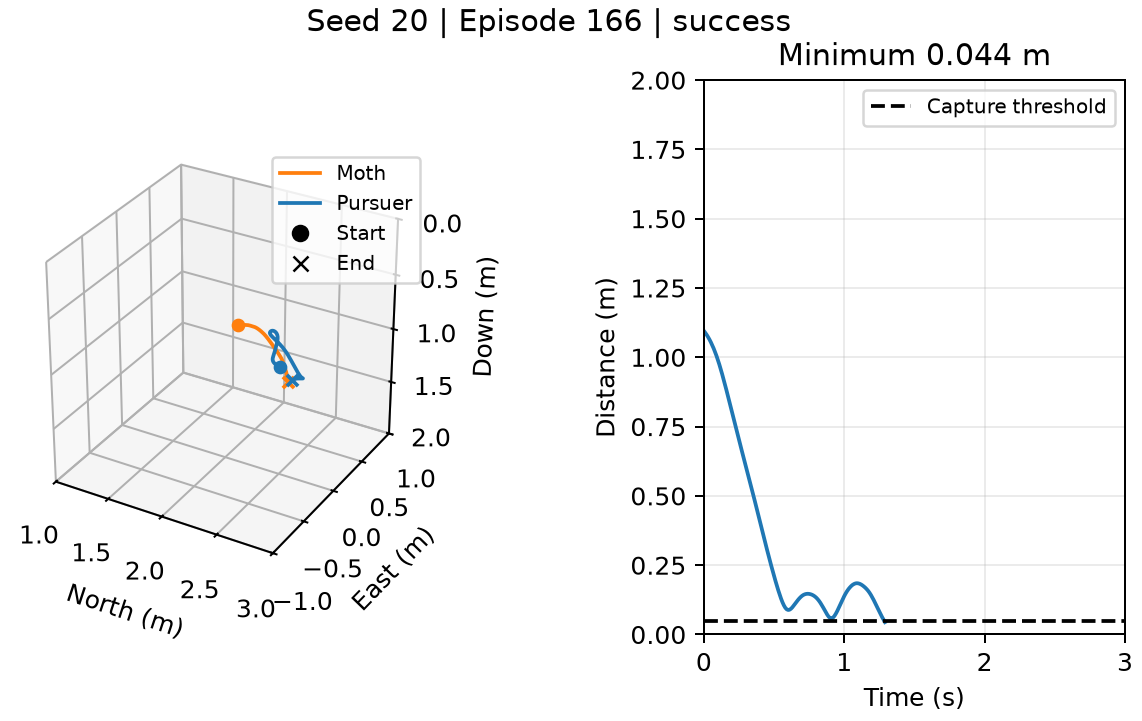 Seed 20 | Episode 166 | success
Moth
Pursuer
Start
End
0.0
0.5
1.0
1.5
2.0
Down (m)
1.0
0.5
0.0
−0.5
−1.0
East (m)
1.0
1.5
2.0
2.5
3.0
North (m)
Minimum 0.044 m
Capture threshold
2.00
1.75
1.50
1.25
1.00
0.75
0.50
0.25
0.00
Distance (m)
0 1 2 3
Time (s)